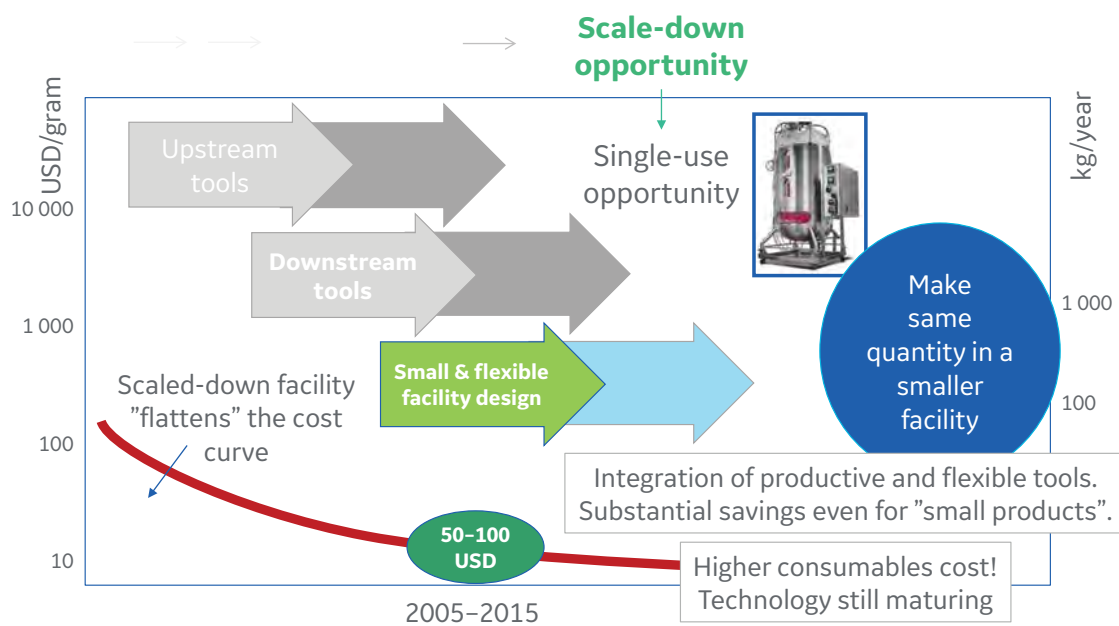 Scale-down
opportunity
USD/gram
kg/year
Upstream
tools
Single-use
opportunity
10 000
Downstream
tools
Make
same
quantity in a
smaller
facility
1 000
1 000
Small & flexible
facility design
Scaled-down facility
”flattens” the cost
curve
100
100
Integration of productive and flexible tools.
Substantial savings even for ”small products”.
50–100
USD
10
Higher consumables cost!
Technology still maturing
2005–2015